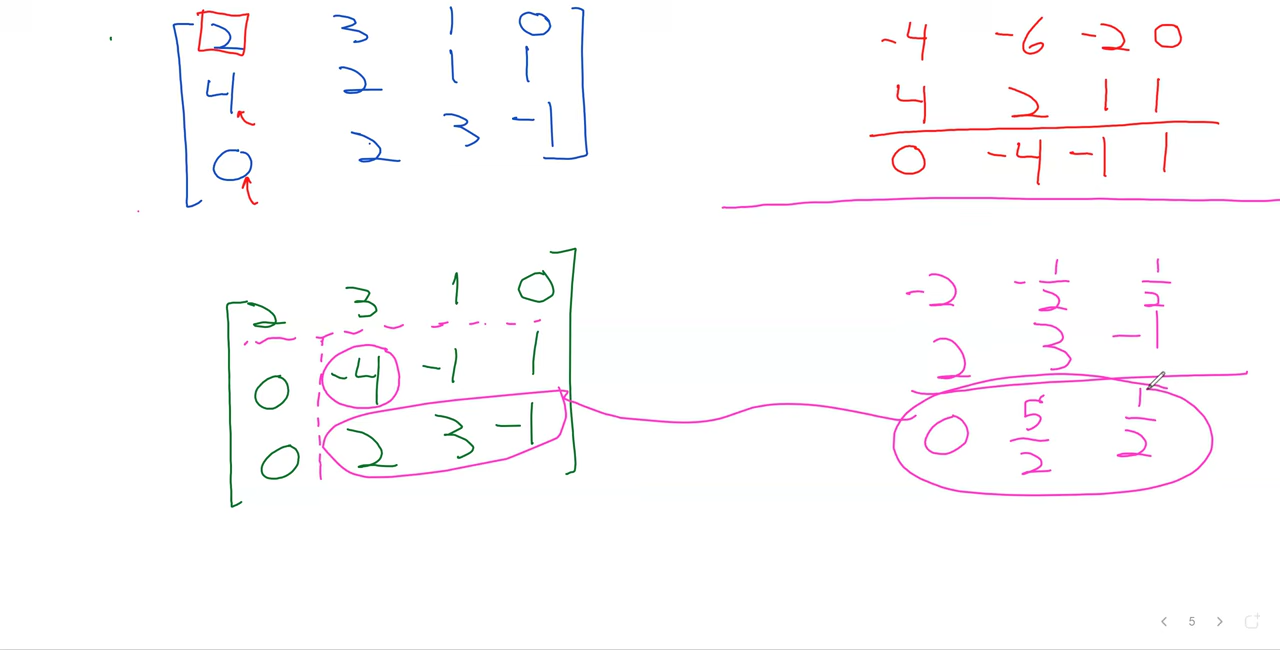 2 3 1 0
4 2 1 1
0 2 3 -1
-4 -6 -2 0
4 2 1 1
0 -4 -1 1
2 3 1 0
0 -4 -1 1
0 2 3 -1
-2 -1/2 1/2
2 3 -1
0 5/2 1/2
< 5 >